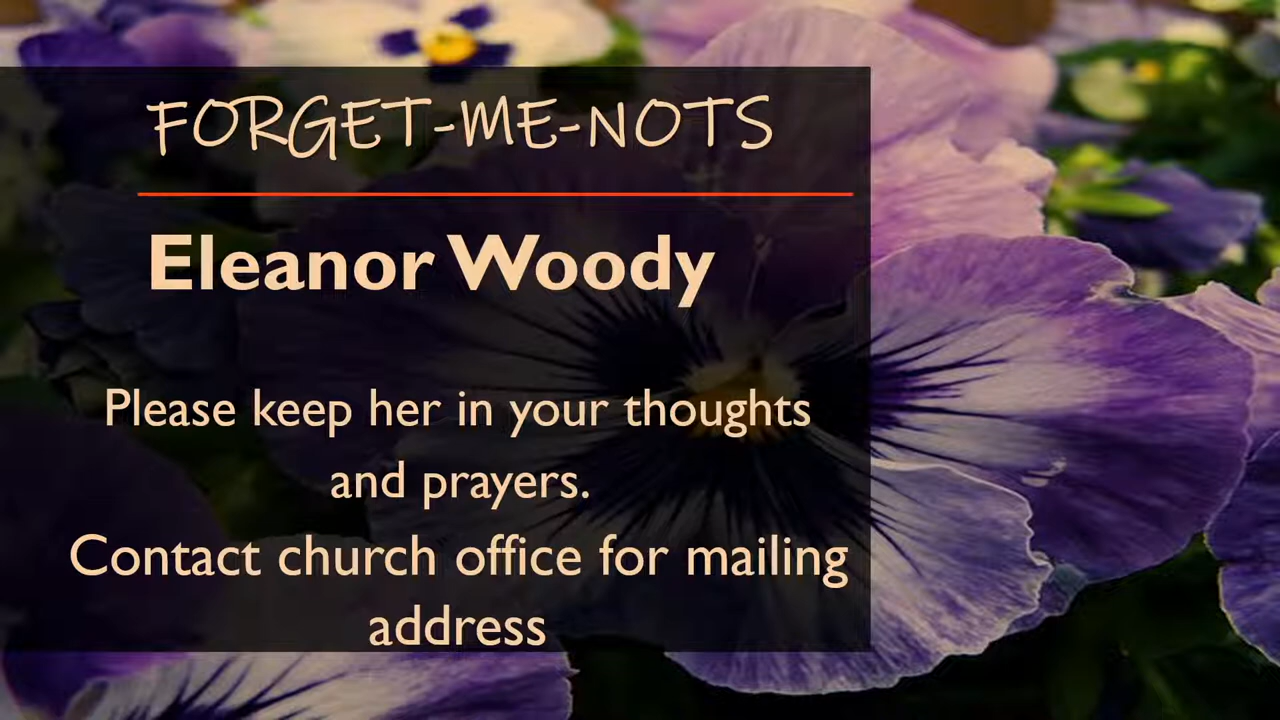 FORGET-ME-NOTS
Eleanor Woody
Please keep her in your thoughts
and prayers.
Contact church office for mailing
address